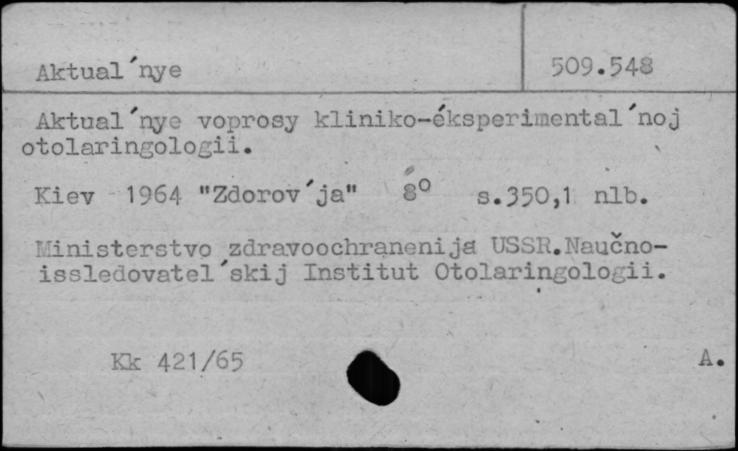 Aktual´nye
509.548
Aktual´nye voprosy kliniko-éksperimental´noj
otolaringologii.
Kiev 1964 "Zdorov´ja" 8° s.350,1 nlb.
Ministerstvo zdravoochranenija USSR.Naučno-
issledovatel´skij Institut Otolaringologii.
Kk 421/65
A.